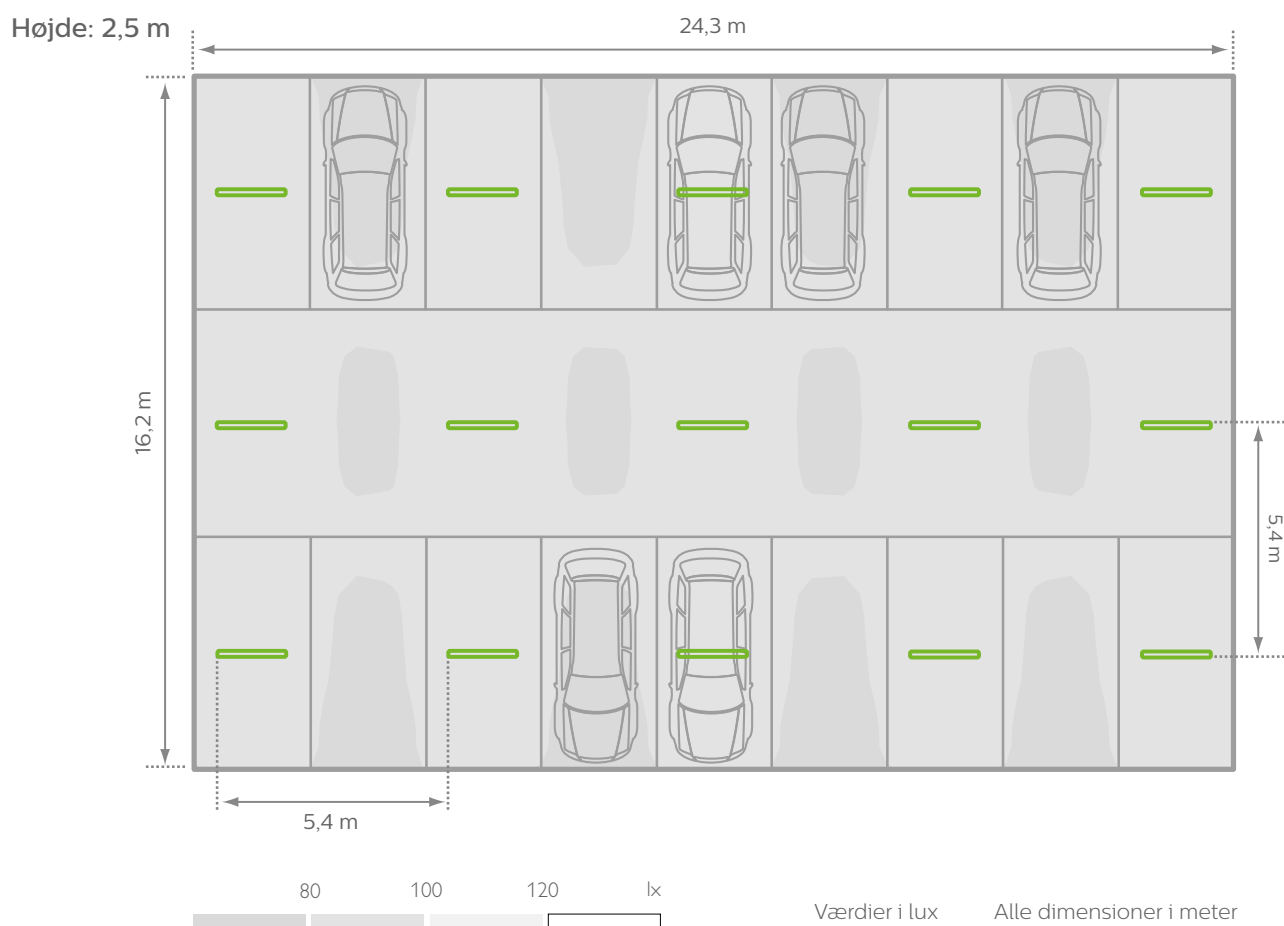 Højde: 2,5 m
24,3 m
16,2 m
5,4 m
5,4 m
80 100 120 lx
Værdier i lux Alle dimensioner i meter